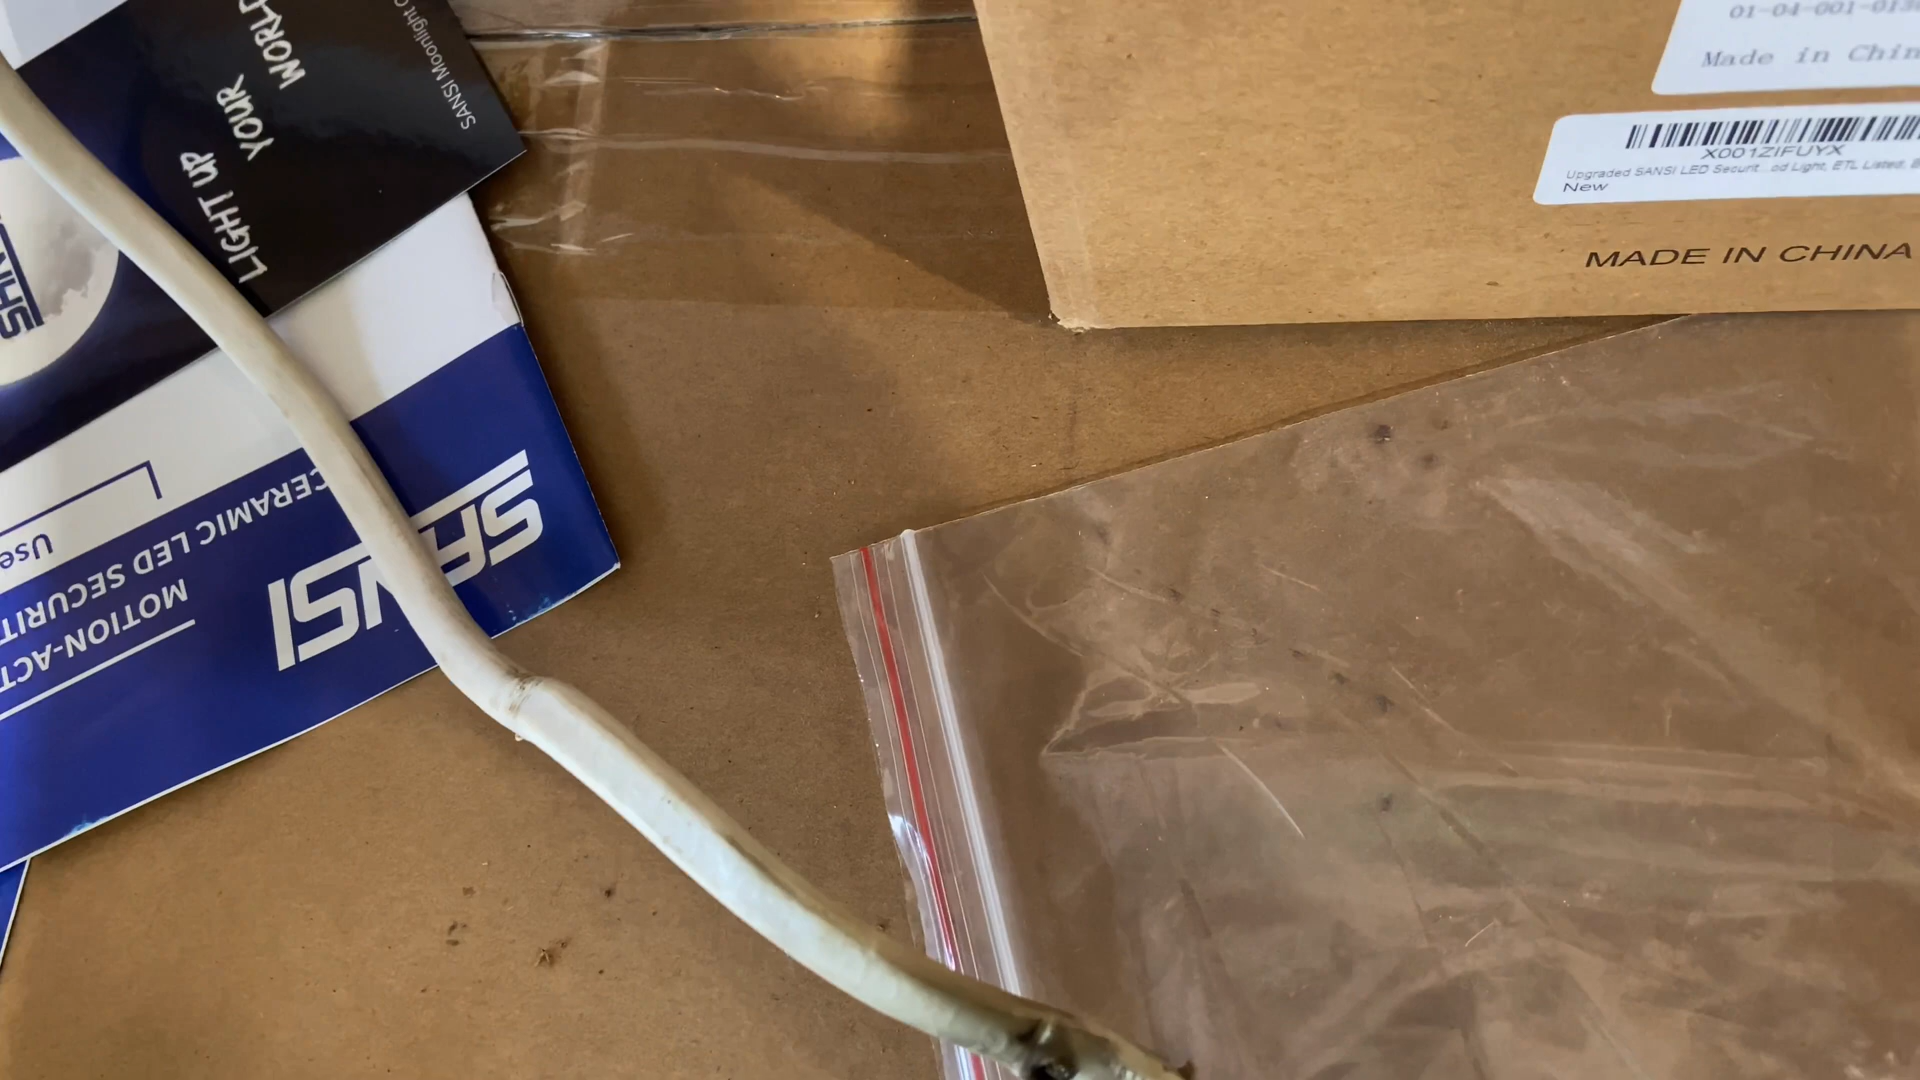 LIGHT UP
YOUR
WORLD
SANSI Moonlight
SANSI
Use
MOTION-ACT
CERAMIC LED SECURIT
SANSI
01-04-001-013
Made in Chin
X001ZIFUYX
Upgraded SANSI LED Securit...od Light, ETL Listed,
New
MADE IN CHINA